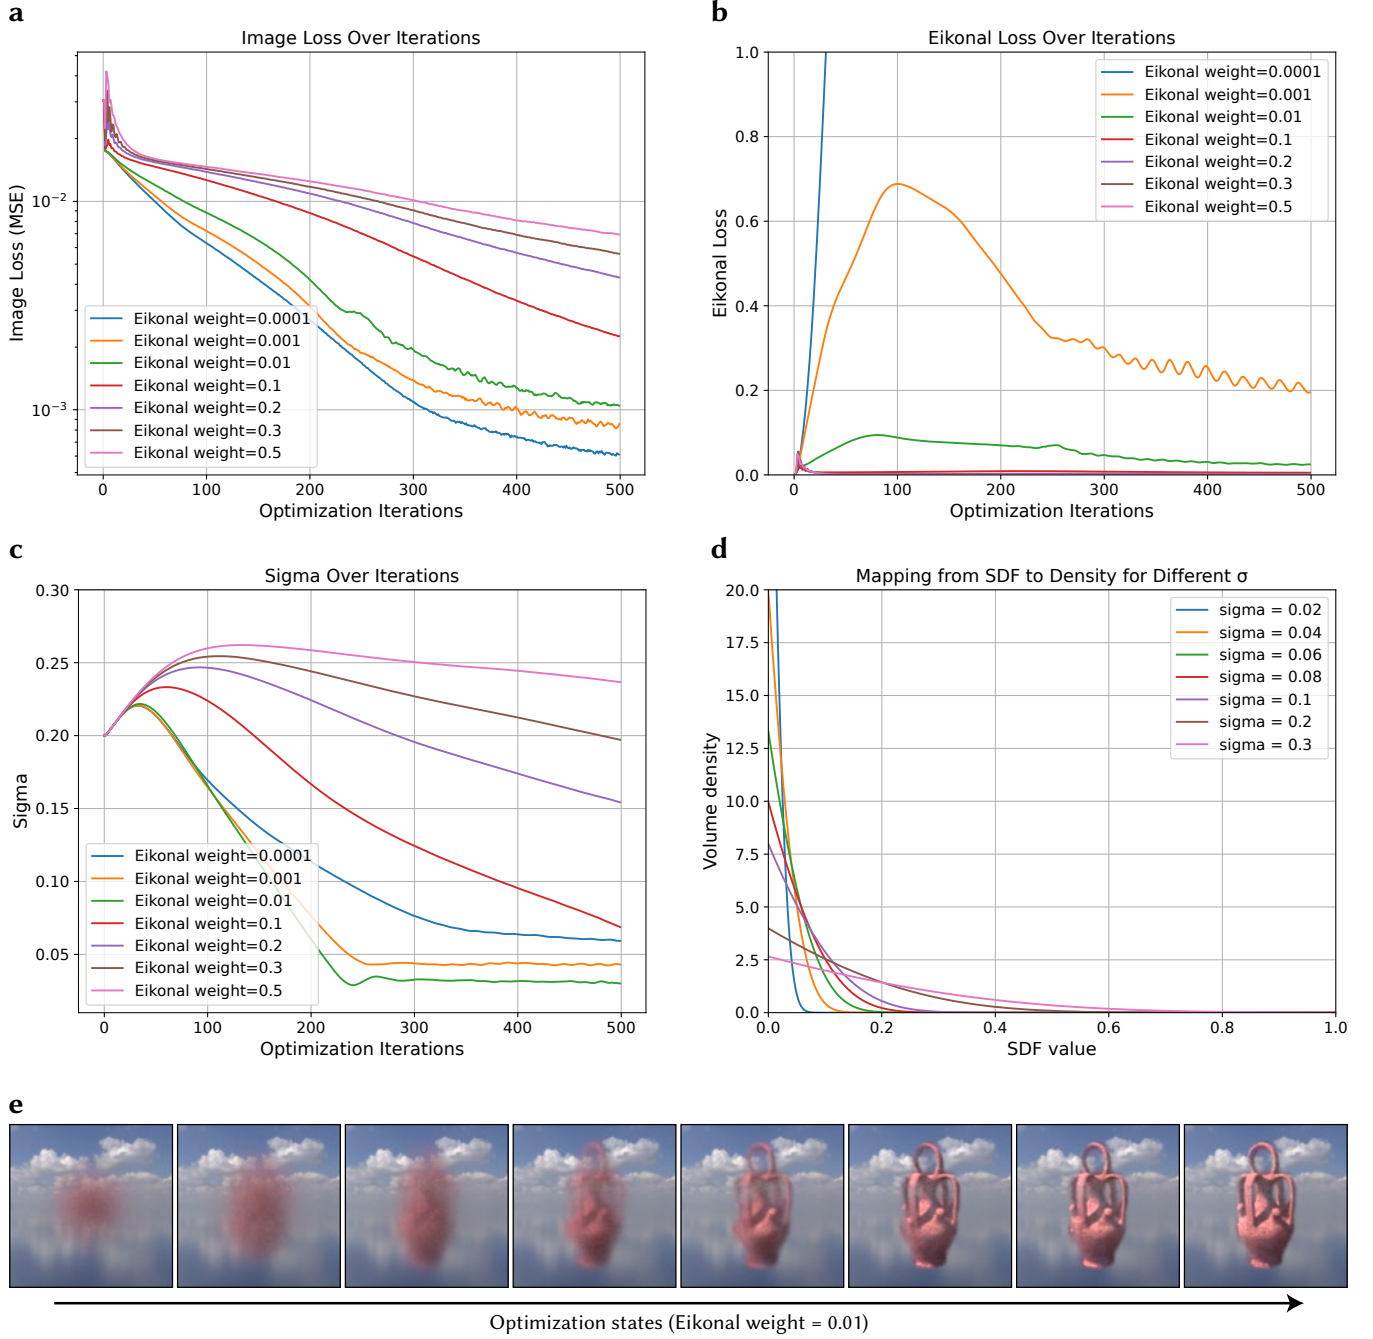 a
Image Loss Over Iterations
Image Loss (MSE)
10⁻²
10⁻³
Eikonal weight=0.0001
Eikonal weight=0.001
Eikonal weight=0.01
Eikonal weight=0.1
Eikonal weight=0.2
Eikonal weight=0.3
Eikonal weight=0.5
0 100 200 300 400 500
Optimization Iterations
b
Eikonal Loss Over Iterations
Eikonal Loss
1.0
0.8
0.6
0.4
0.2
0.0
Eikonal weight=0.0001
Eikonal weight=0.001
Eikonal weight=0.01
Eikonal weight=0.1
Eikonal weight=0.2
Eikonal weight=0.3
Eikonal weight=0.5
0 100 200 300 400 500
Optimization Iterations
c
Sigma Over Iterations
Sigma
0.30
0.25
0.20
0.15
0.10
0.05
Eikonal weight=0.0001
Eikonal weight=0.001
Eikonal weight=0.01
Eikonal weight=0.1
Eikonal weight=0.2
Eikonal weight=0.3
Eikonal weight=0.5
0 100 200 300 400 500
Optimization Iterations
d
Mapping from SDF to Density for Different σ
Volume density
20.0
17.5
15.0
12.5
10.0
7.5
5.0
2.5
0.0
sigma = 0.02
sigma = 0.04
sigma = 0.06
sigma = 0.08
sigma = 0.1
sigma = 0.2
sigma = 0.3
0.0 0.2 0.4 0.6 0.8 1.0
SDF value
e
Optimization states (Eikonal weight = 0.01)